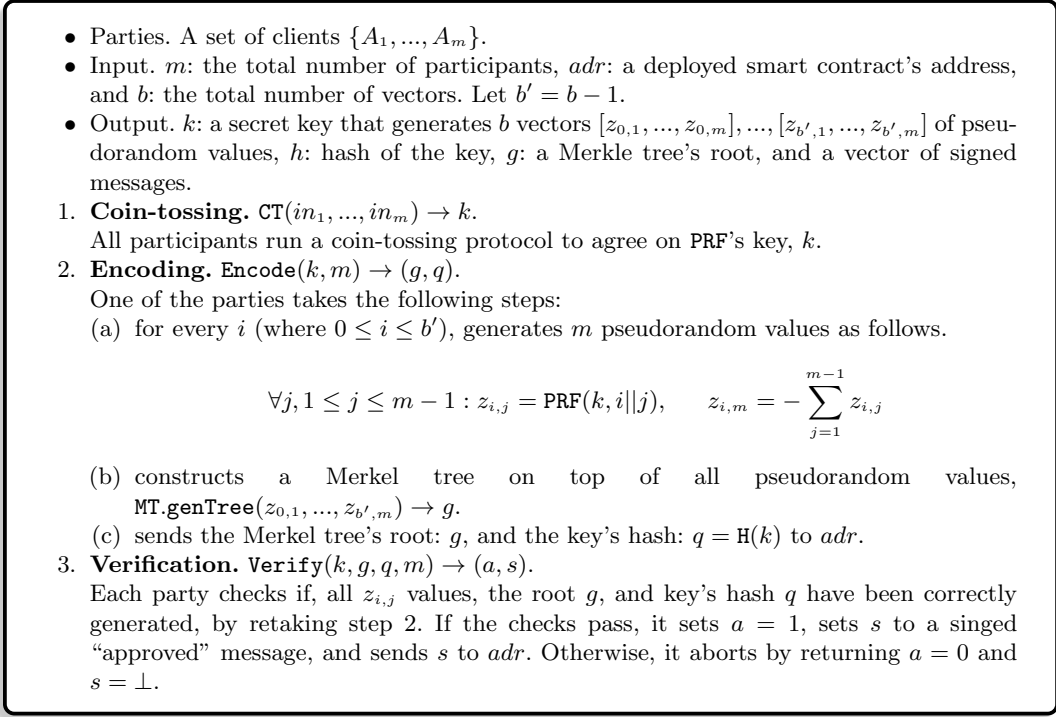 • Parties. A set of clients {A₁, ..., Aₘ}.
• Input. m: the total number of participants, adr: a deployed smart contract's address,
and b: the total number of vectors. Let b′ = b − 1.
• Output. k: a secret key that generates b vectors [z_{0,1}, ..., z_{0,m}], ..., [z_{b′,1}, ..., z_{b′,m}] of pseu-
dorandom values, h: hash of the key, g: a Merkle tree's root, and a vector of signed
messages.
1. Coin-tossing. CT(in₁, ..., inₘ) → k.
All participants run a coin-tossing protocol to agree on PRF's key, k.
2. Encoding. Encode(k, m) → (g, q).
One of the parties takes the following steps:
(a) for every i (where 0 ≤ i ≤ b′), generates m pseudorandom values as follows.
∀j, 1 ≤ j ≤ m − 1 : z_{i,j} = PRF(k, i||j), z_{i,m} = − \sum_{j=1}^{m−1} z_{i,j}
(b) constructs a Merkel tree on top of all pseudorandom values,
MT.genTree(z_{0,1}, ..., z_{b′,m}) → g.
(c) sends the Merkel tree's root: g, and the key's hash: q = H(k) to adr.
3. Verification. Verify(k, g, q, m) → (a, s).
Each party checks if, all z_{i,j} values, the root g, and key's hash q have been correctly
generated, by retaking step 2. If the checks pass, it sets a = 1, sets s to a singed
“approved” message, and sends s to adr. Otherwise, it aborts by returning a = 0 and
s = ⊥.